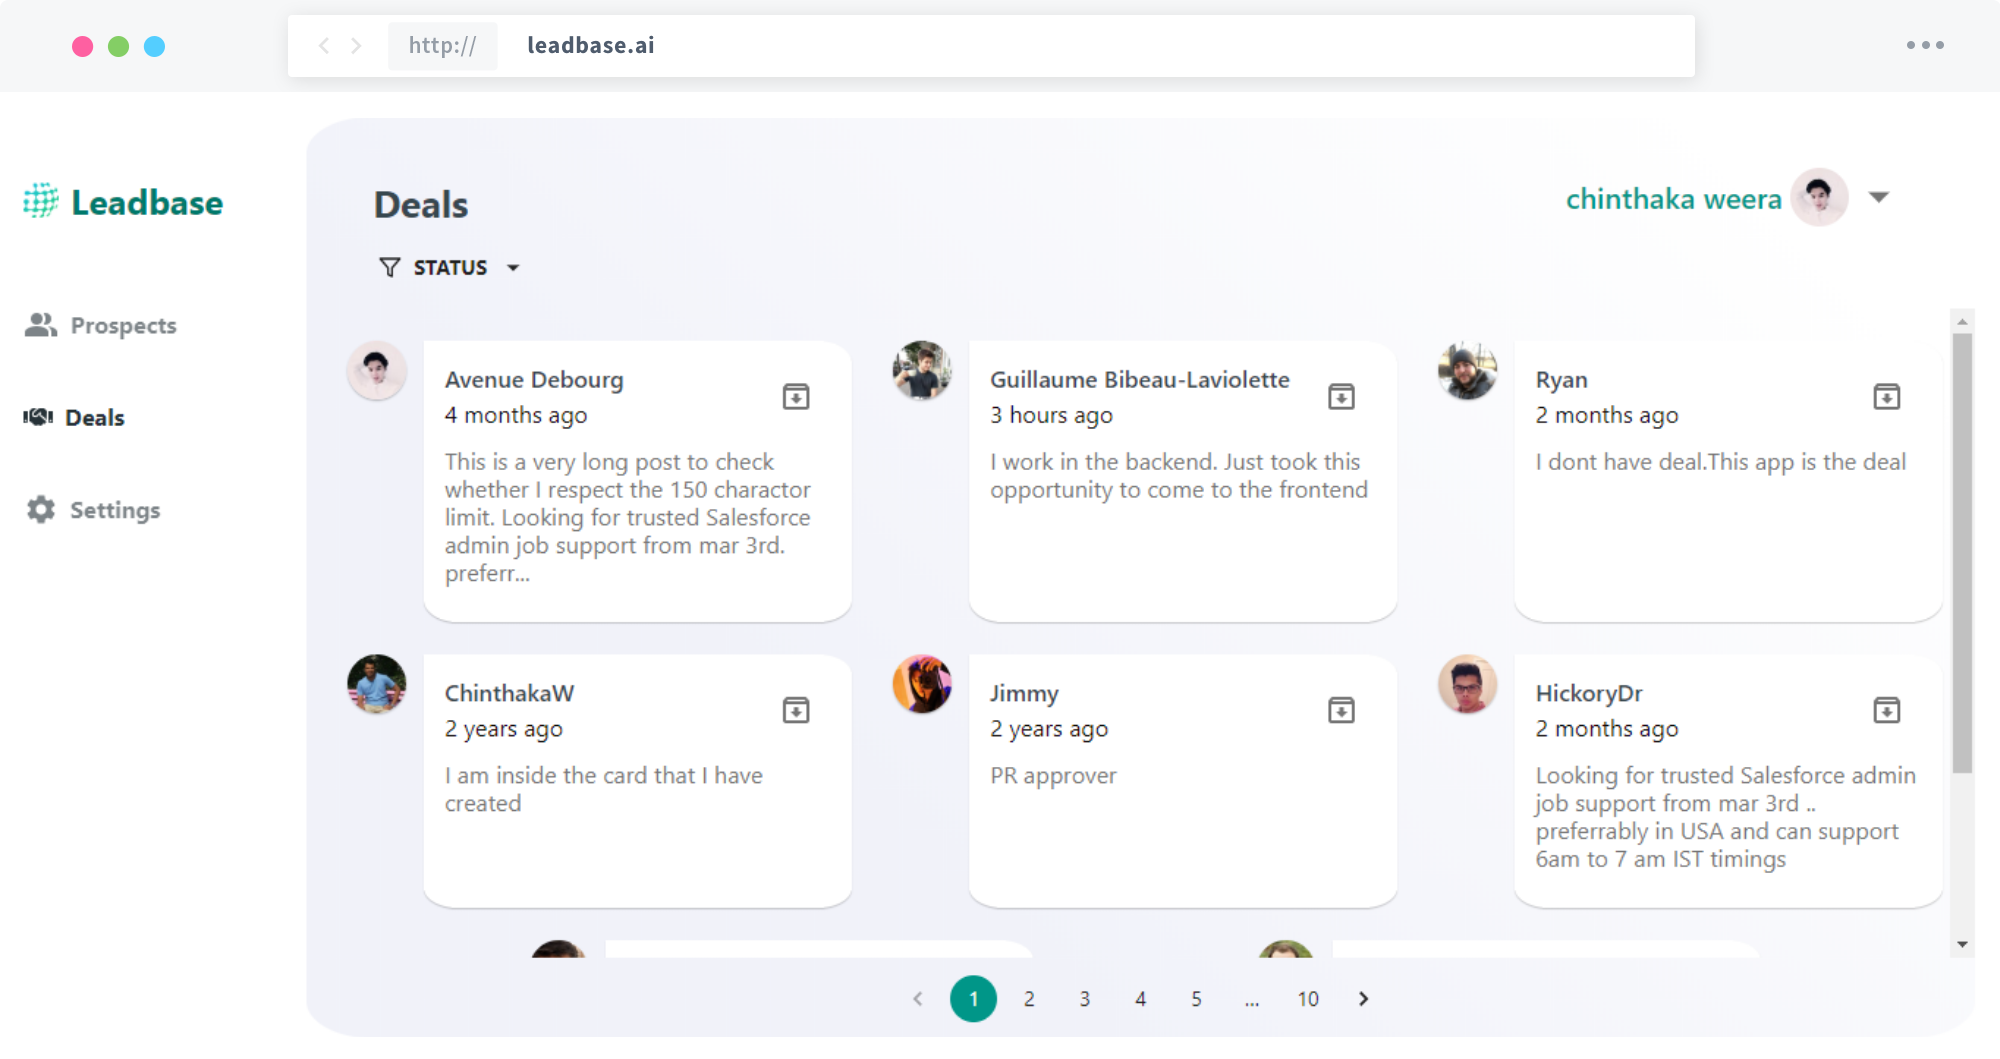 http:// leadbase.ai
Leadbase
Prospects
Deals
Settings
Deals
chinthaka weera
STATUS
Avenue Debourg
4 months ago
This is a very long post to check
whether I respect the 150 charactor
limit. Looking for trusted Salesforce
admin job support from mar 3rd.
preferr...
Guillaume Bibeau-Laviolette
3 hours ago
I work in the backend. Just took this
opportunity to come to the frontend
Ryan
2 months ago
I dont have deal.This app is the deal
ChinthakaW
2 years ago
I am inside the card that I have
created
Jimmy
2 years ago
PR approver
HickoryDr
2 months ago
Looking for trusted Salesforce admin
job support from mar 3rd ..
preferrably in USA and can support
6am to 7 am IST timings
1 2 3 4 5 ... 10